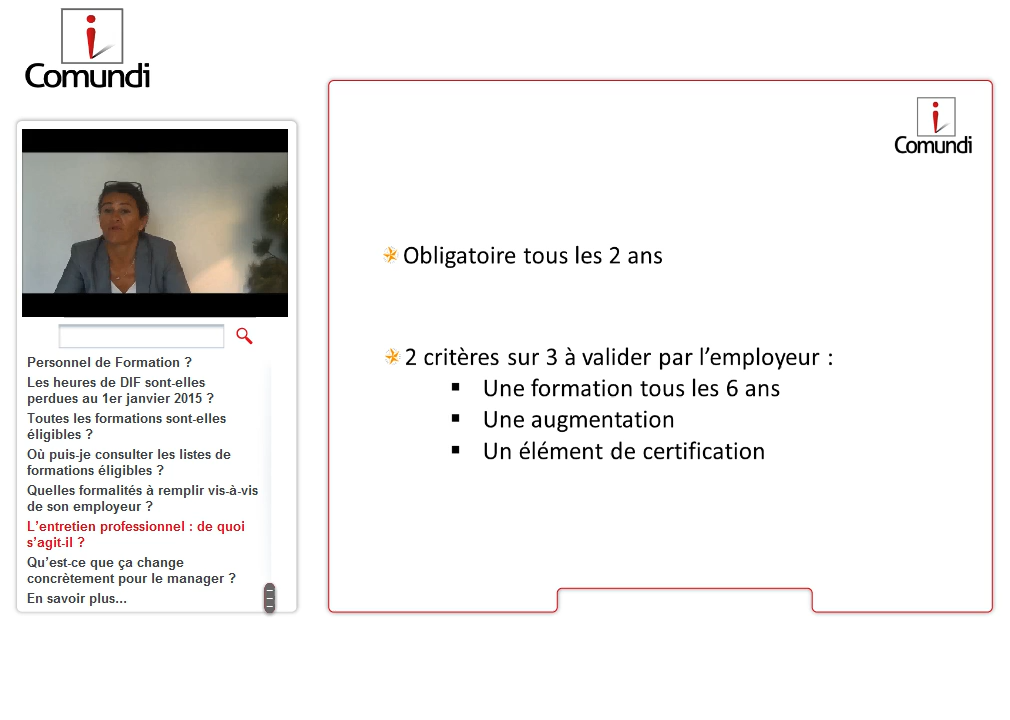 i
Comundi
Personnel de Formation ?
Les heures de DIF sont-elles
perdues au 1er janvier 2015 ?
Toutes les formations sont-elles
éligibles ?
Où puis-je consulter les listes de
formations éligibles ?
Quelles formalités à remplir vis-à-vis
de son employeur ?
L'entretien professionnel : de quoi
s'agit-il ?
Qu'est-ce que ça change
concrètement pour le manager ?
En savoir plus...
i
Comundi
Obligatoire tous les 2 ans
2 critères sur 3 à valider par l'employeur :
Une formation tous les 6 ans
Une augmentation
Un élément de certification